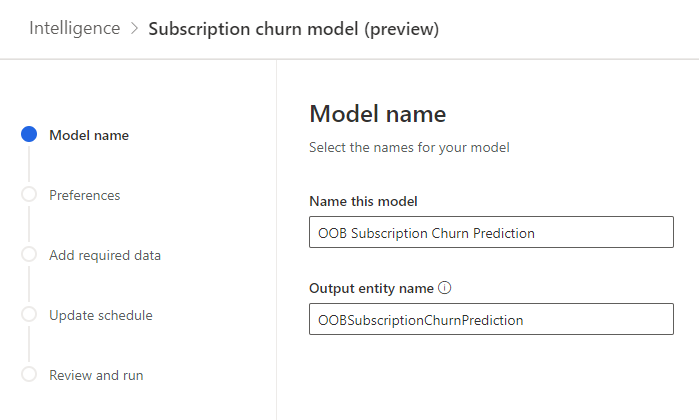 Intelligence > Subscription churn model (preview)
Model name
Preferences
Add required data
Update schedule
Review and run
Model name
Select the names for your model
Name this model
OOB Subscription Churn Prediction
Output entity name
OOBSubscriptionChurnPrediction